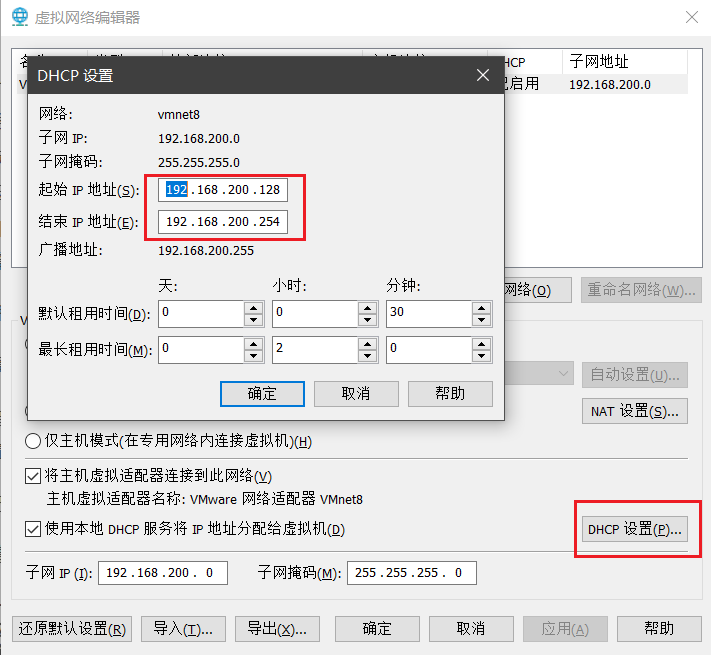 虚拟网络编辑器
HCP 子网地址
已启用 192.168.200.0
DHCP 设置
网络: vmnet8
子网 IP: 192.168.200.0
子网掩码: 255.255.255.0
起始 IP 地址(S): 192 .168 .200 .128
结束 IP 地址(E): 192 .168 .200 .254
广播地址: 192.168.200.255
天: 小时: 分钟:
默认租用时间(D): 0 0 30
最长租用时间(M): 0 2 0
确定 取消 帮助
网络(O) 重命名网络(W)...
自动设置(U)...
NAT 设置(S)...
仅主机模式(在专用网络内连接虚拟机)(H)
将主机虚拟适配器连接到此网络(V)
主机虚拟适配器名称: VMware 网络适配器 VMnet8
使用本地 DHCP 服务将 IP 地址分配给虚拟机(D)
DHCP 设置(P)...
子网 IP (I): 192 .168 .200 . 0 子网掩码(M): 255 .255 .255 . 0
还原默认设置(R) 导入(T)... 导出(X)... 确定 取消 应用(A) 帮助